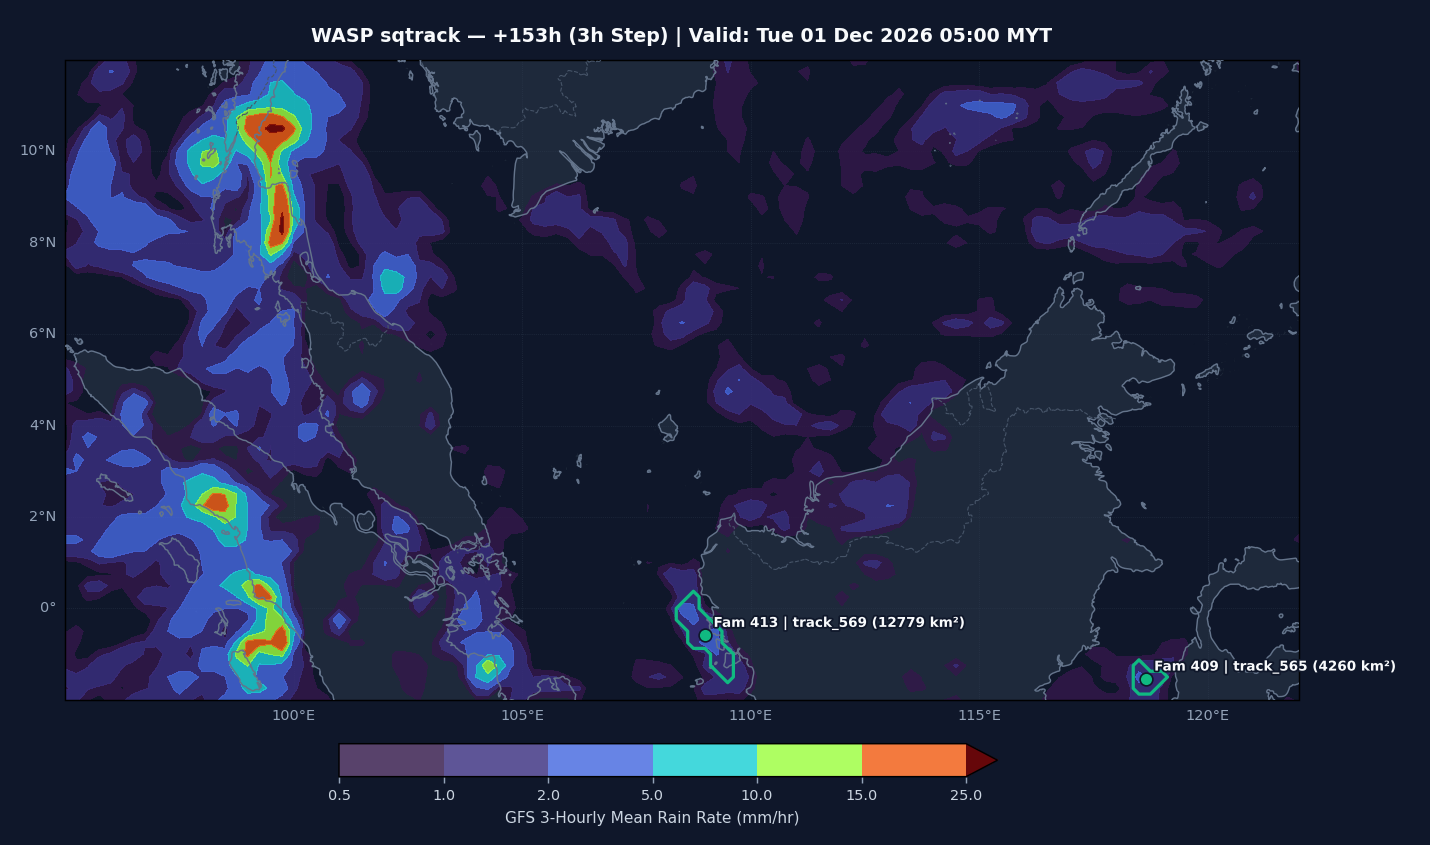 WASP sqtrack — +153h (3h Step) | Valid: Tue 01 Dec 2026 05:00 MYT
10°N
8°N
6°N
4°N
2°N
0°
Fam 413 | track_569 (12779 km²)
Fam 409 | track_565 (4260 km²)
100°E 105°E 110°E 115°E 120°E
0.5 1.0 2.0 5.0 10.0 15.0 25.0
GFS 3-Hourly Mean Rain Rate (mm/hr)